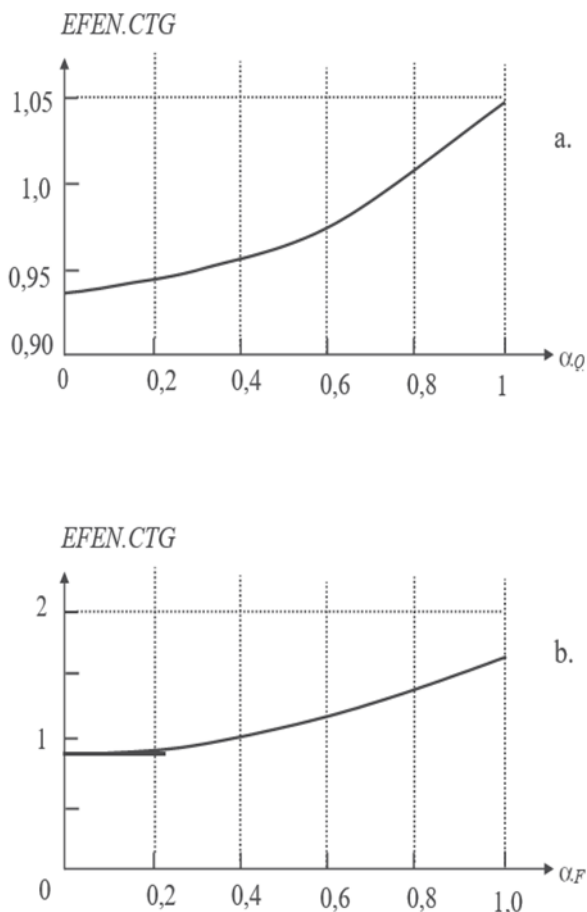 EFEN.CTG
1,05
a.
1,0
0,95
0,90
0 0,2 0,4 0,6 0,8 1 αQ
EFEN.CTG
2
b.
1
0 0,2 0,4 0,6 0,8 1,0 αF